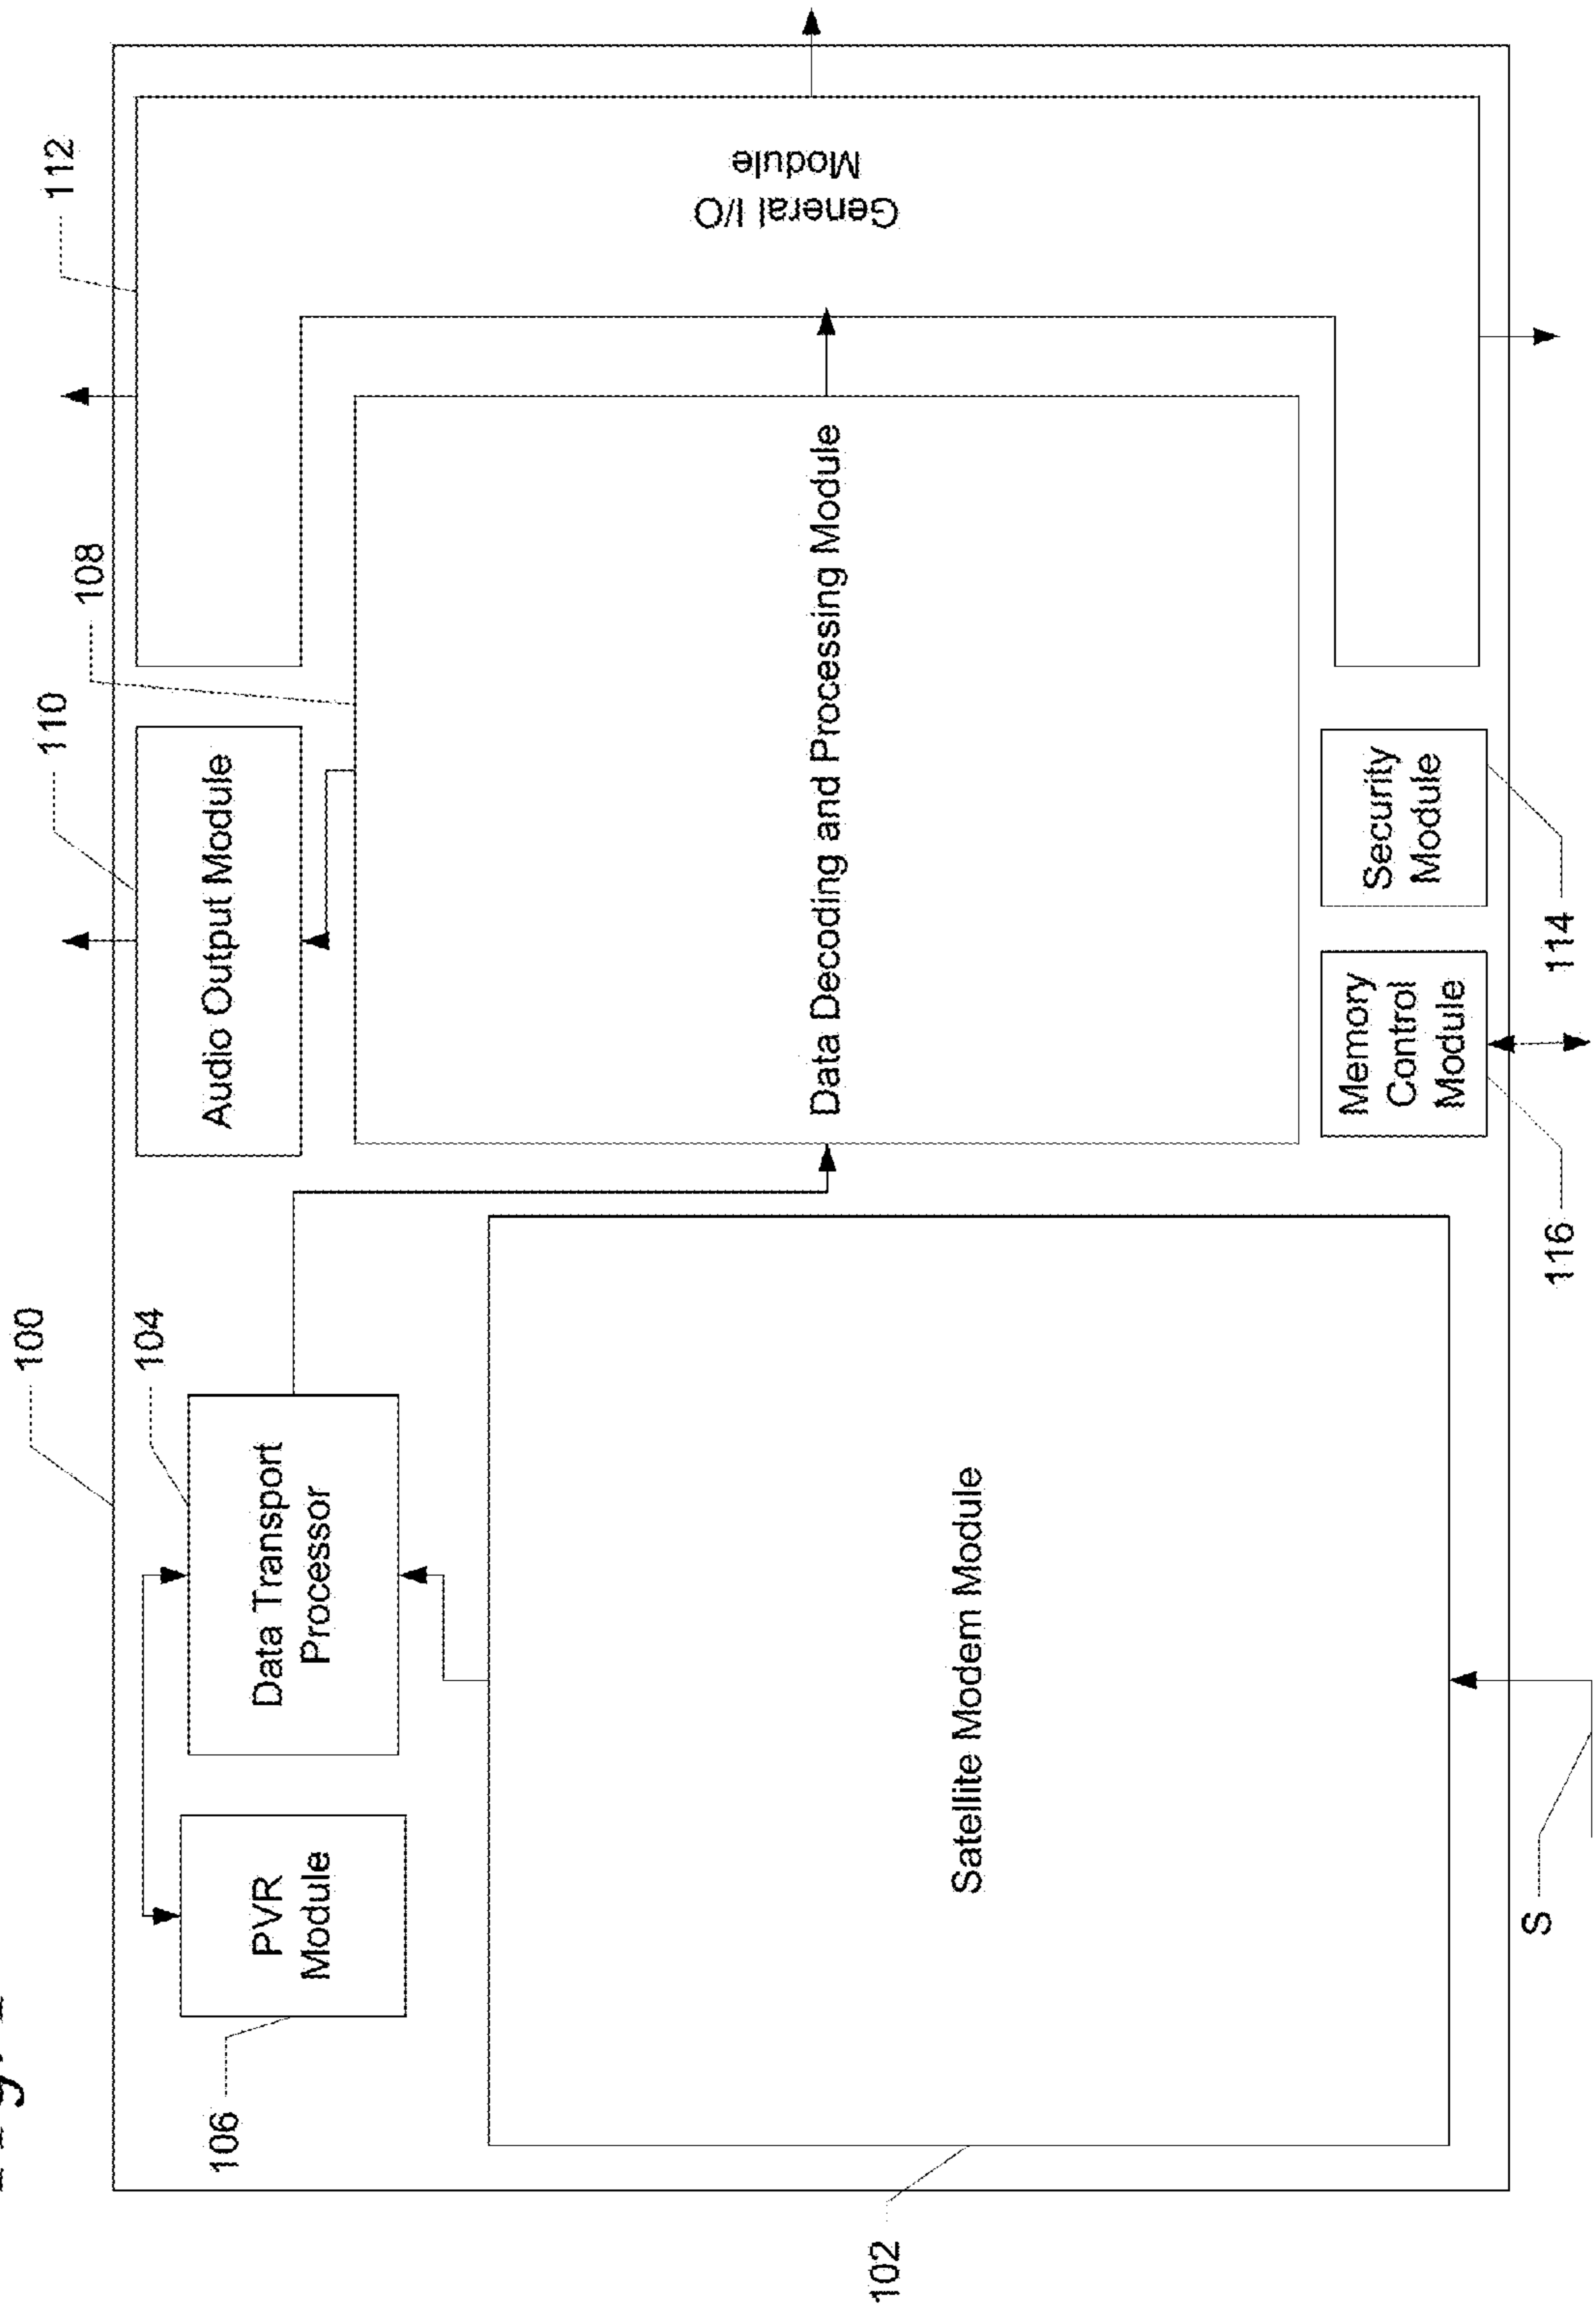 100
112
108
110
104
106
General I/O
Module
Audio Output Module
Data Decoding and Processing Module
Data Transport
Processor
PVR
Module
Satellite Modem Module
Security
Module
Memory
Control
Module
102
S
116
114